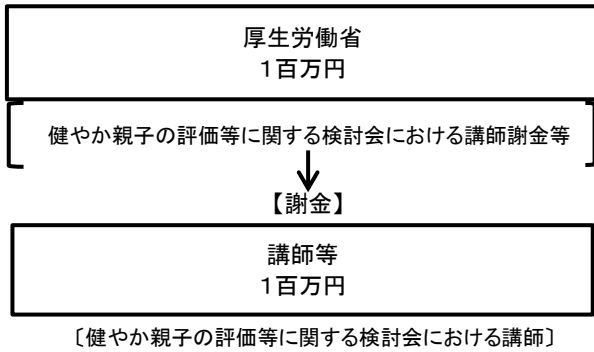 厚生労働省
１百万円
健やか親子の評価等に関する検討会における講師謝金等
【謝金】
講師等
１百万円
〔健やか親子の評価等に関する検討会における講師〕